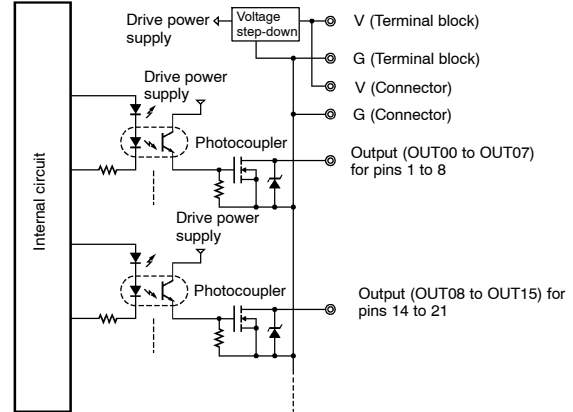 Drive power
supply
Voltage
step-down
V (Terminal block)
G (Terminal block)
V (Connector)
G (Connector)
Drive power
supply
Photocoupler
Output (OUT00 to OUT07)
for pins 1 to 8
Internal circuit
Drive power
supply
Photocoupler
Output (OUT08 to OUT15) for
pins 14 to 21